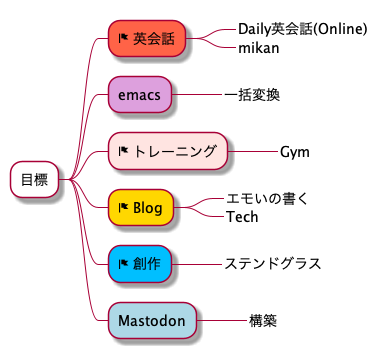 目標
英会話
Daily英会話(Online)
mikan
emacs
一括変換
トレーニング
Gym
Blog
エモいの書く
Tech
創作
ステンドグラス
Mastodon
構築